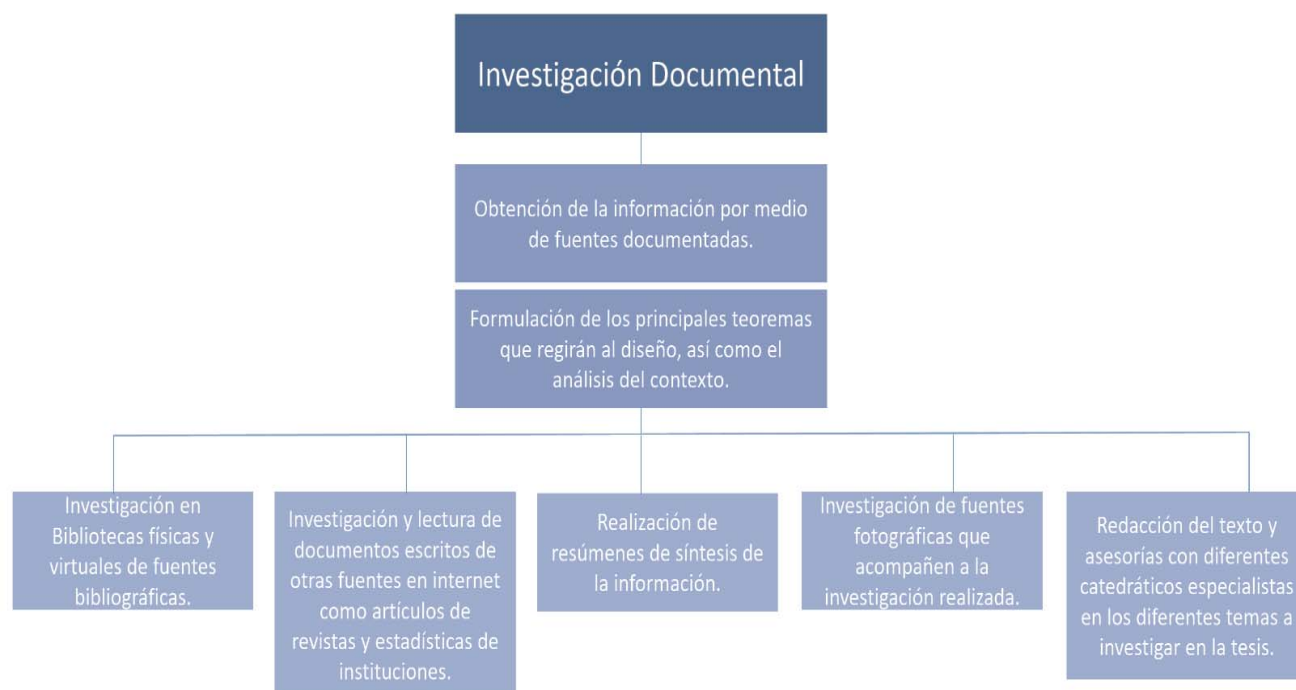 Investigación Documental
Obtención de la información por medio
de fuentes documentadas.
Formulación de los principales teoremas
que regirán al diseño, así como el
análisis del contexto.
Investigación en
Bibliotecas físicas y
virtuales de fuentes
bibliográficas.
Investigación y lectura de
documentos escritos de
otras fuentes en internet
como artículos de
revistas y estadísticas de
instituciones.
Realización de
resúmenes de síntesis de
la información.
Investigación de fuentes
fotográficas que
acompañen a la
investigación realizada.
Redacción del texto y
asesorías con diferentes
catedráticos especialistas
en los diferentes temas a
investigar en la tesis.